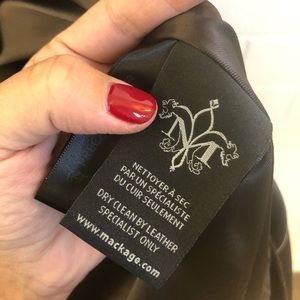 NETTOYER À SEC
PAR UN SPÉCIALISTE
DU CUIR SEULEMENT
DRY CLEAN BY LEATHER
SPECIALIST ONLY
www.mackage.com